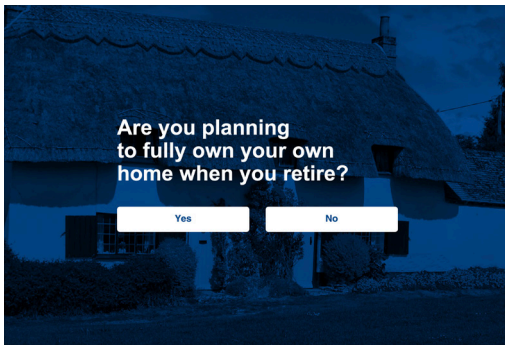 Are you planning
to fully own your own
home when you retire?
Yes
No